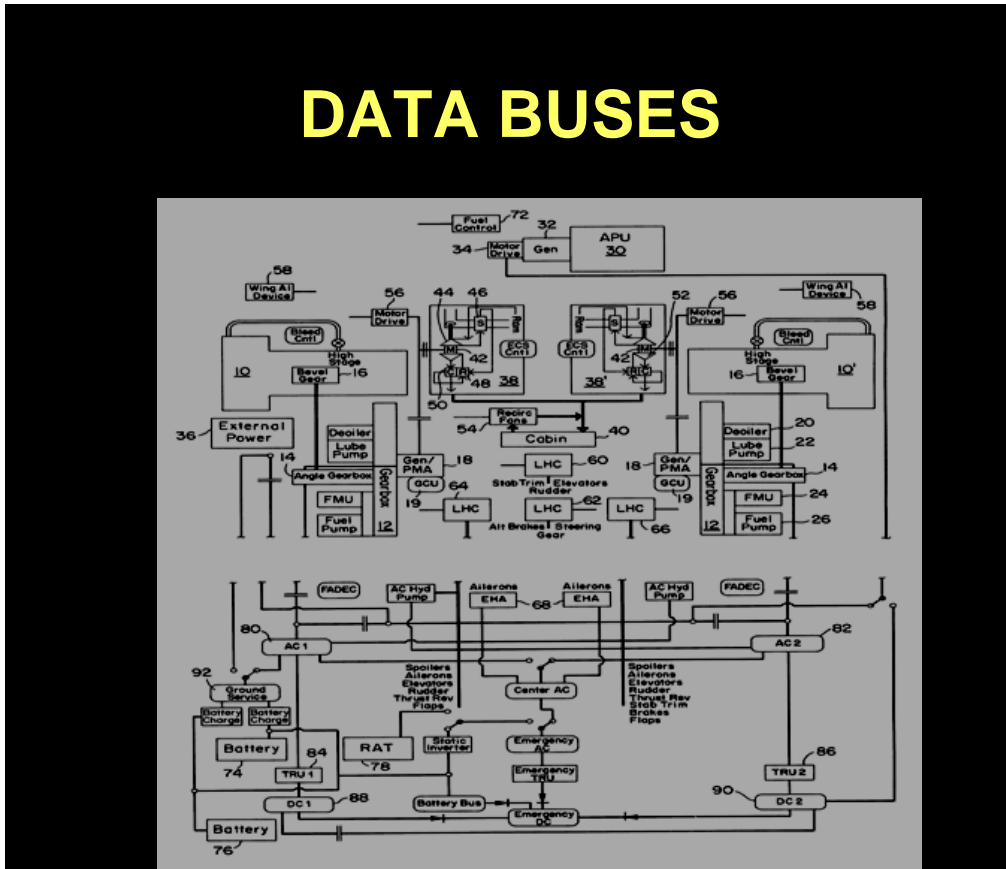 DATA BUSES
Fuel
Control
72
32
34
Motor
Drive
Gen
APU
30
58
Wing AI
Device
56
Motor
Drive
44
46
52
56
Motor
Drive
Wing AI
Device
58
Bleed
Cntl
High
Stage
10
Bevel
Gear
16
S
Ram
M
42
ECS
Cntl
C
R
48
38
50
Ram
S
ECS
Cntl
42
M
R
C
38'
Bleed
Cntl
High
Stage
16
Bevel
Gear
10'
36
External
Power
Recirc
Fans
54
Cabin
40
Deoiler
Lube
Pump
14
Angle Gearbox
FMU
Fuel
Pump
Gearbox
12
Gen/
PMA
18
GCU
19
LHC
60
Stab Trim
Elevators
Rudder
64
LHC
LHC
62
LHC
66
Alt Brakes
Steering
Gear
18
Gen/
PMA
GCU
19
Gearbox
12
Deoiler
20
Lube
Pump
22
Angle Gearbox
14
FMU
24
Fuel
Pump
26
FADEC
AC Hyd
Pump
Ailerons
EHA
68
Ailerons
EHA
AC Hyd
Pump
FADEC
80
AC 1
AC 2
82
92
Ground
Service
Battery
Charge
Battery
Charge
Battery
74
84
TRU 1
DC 1
88
Battery
76
RAT
78
Spoilers
Ailerons
Elevators
Rudder
Thrust Rev
Flaps
Static
Inverter
Battery Bus
Center AC
Emergency
AC
Emergency
TRU
Emergency
DC
Spoilers
Ailerons
Elevators
Rudder
Thrust Rev
Stab Trim
Brakes
Flaps
86
TRU 2
90
DC 2